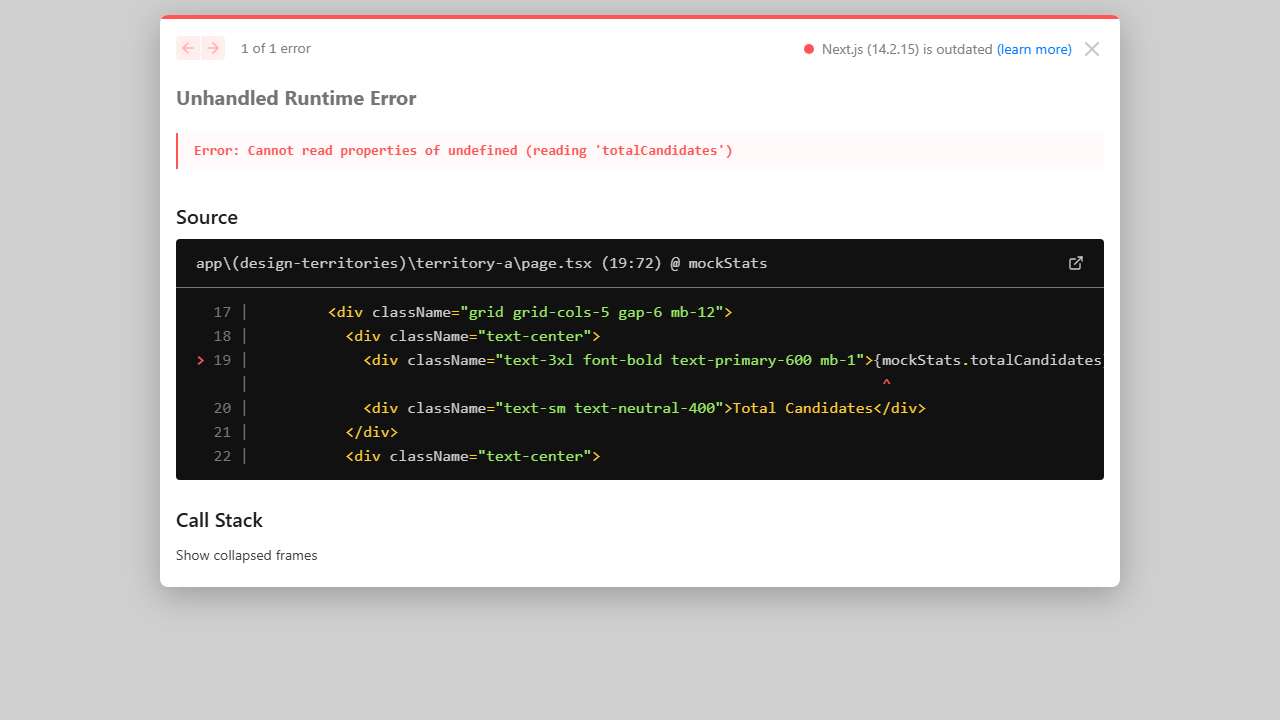 1 of 1 error
Next.js (14.2.15) is outdated (learn more)
Unhandled Runtime Error
Error: Cannot read properties of undefined (reading 'totalCandidates')
Source
app\(design-territories)\territory-a\page.tsx (19:72) @ mockStats
17 |         <div className="grid grid-cols-5 gap-6 mb-12">
18 |           <div className="text-center">
> 19 |             <div className="text-3xl font-bold text-primary-600 mb-1">{mockStats.totalCandidates}
|                                                                        ^
20 |             <div className="text-sm text-neutral-400">Total Candidates</div>
21 |           </div>
22 |           <div className="text-center">
Call Stack
Show collapsed frames